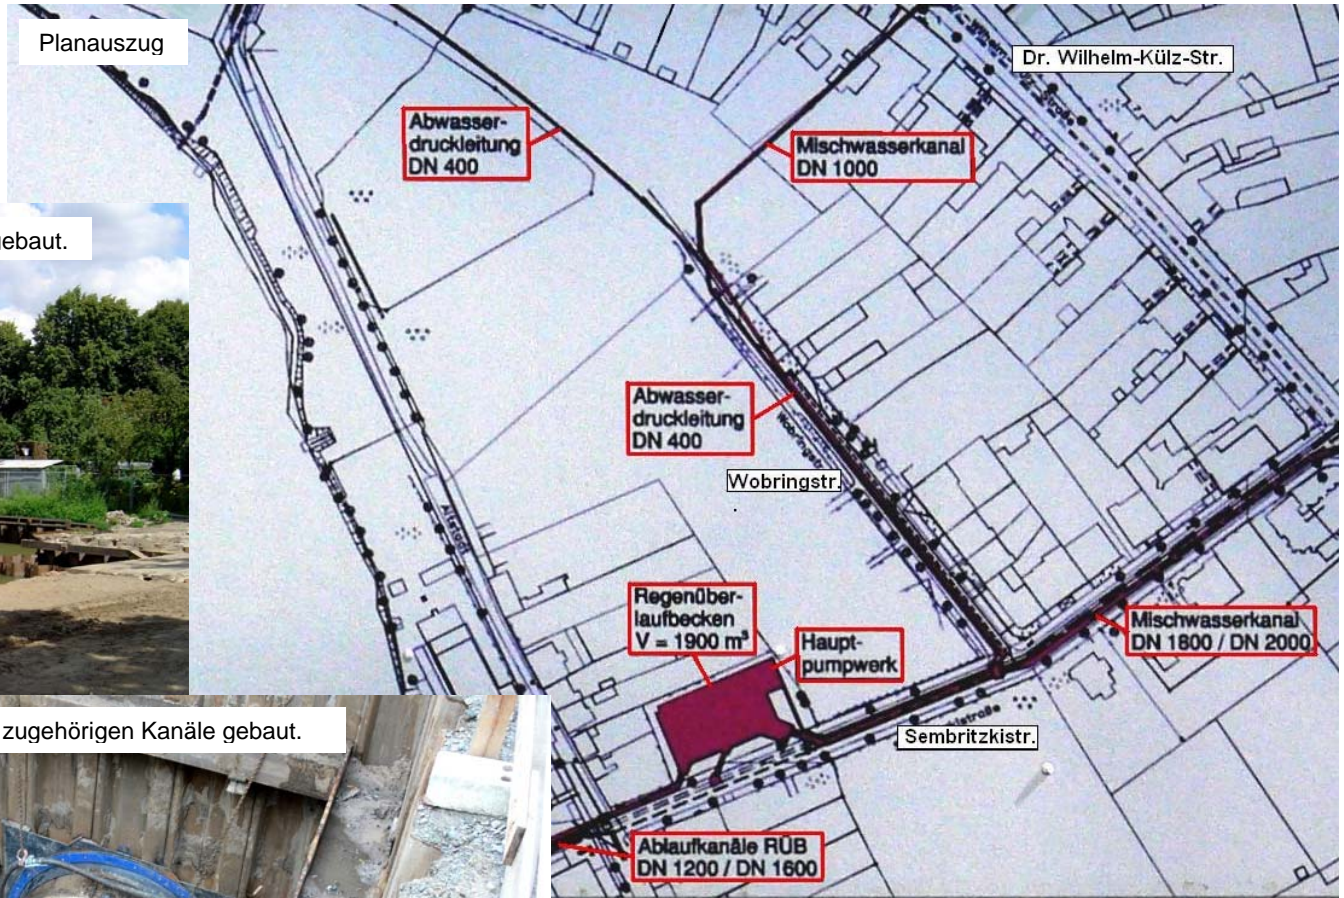 Planauszug
Dr. Wilhelm-Külz-Str.
Abwasser-
druckleitung
DN 400
Mischwasserkanal
DN 1000
gebaut.
Abwasser-
druckleitung
DN 400
Wobringstr.
Wobringstr.
Altstadt
Regenüber-
laufbecken
V = 1900 m³
Haupt-
pumpwerk
Mischwasserkanal
DN 1800 / DN 2000
Sembritzkistr.
zugehörigen Kanäle gebaut.
Ablaufkanäle RÜB
DN 1200 / DN 1600